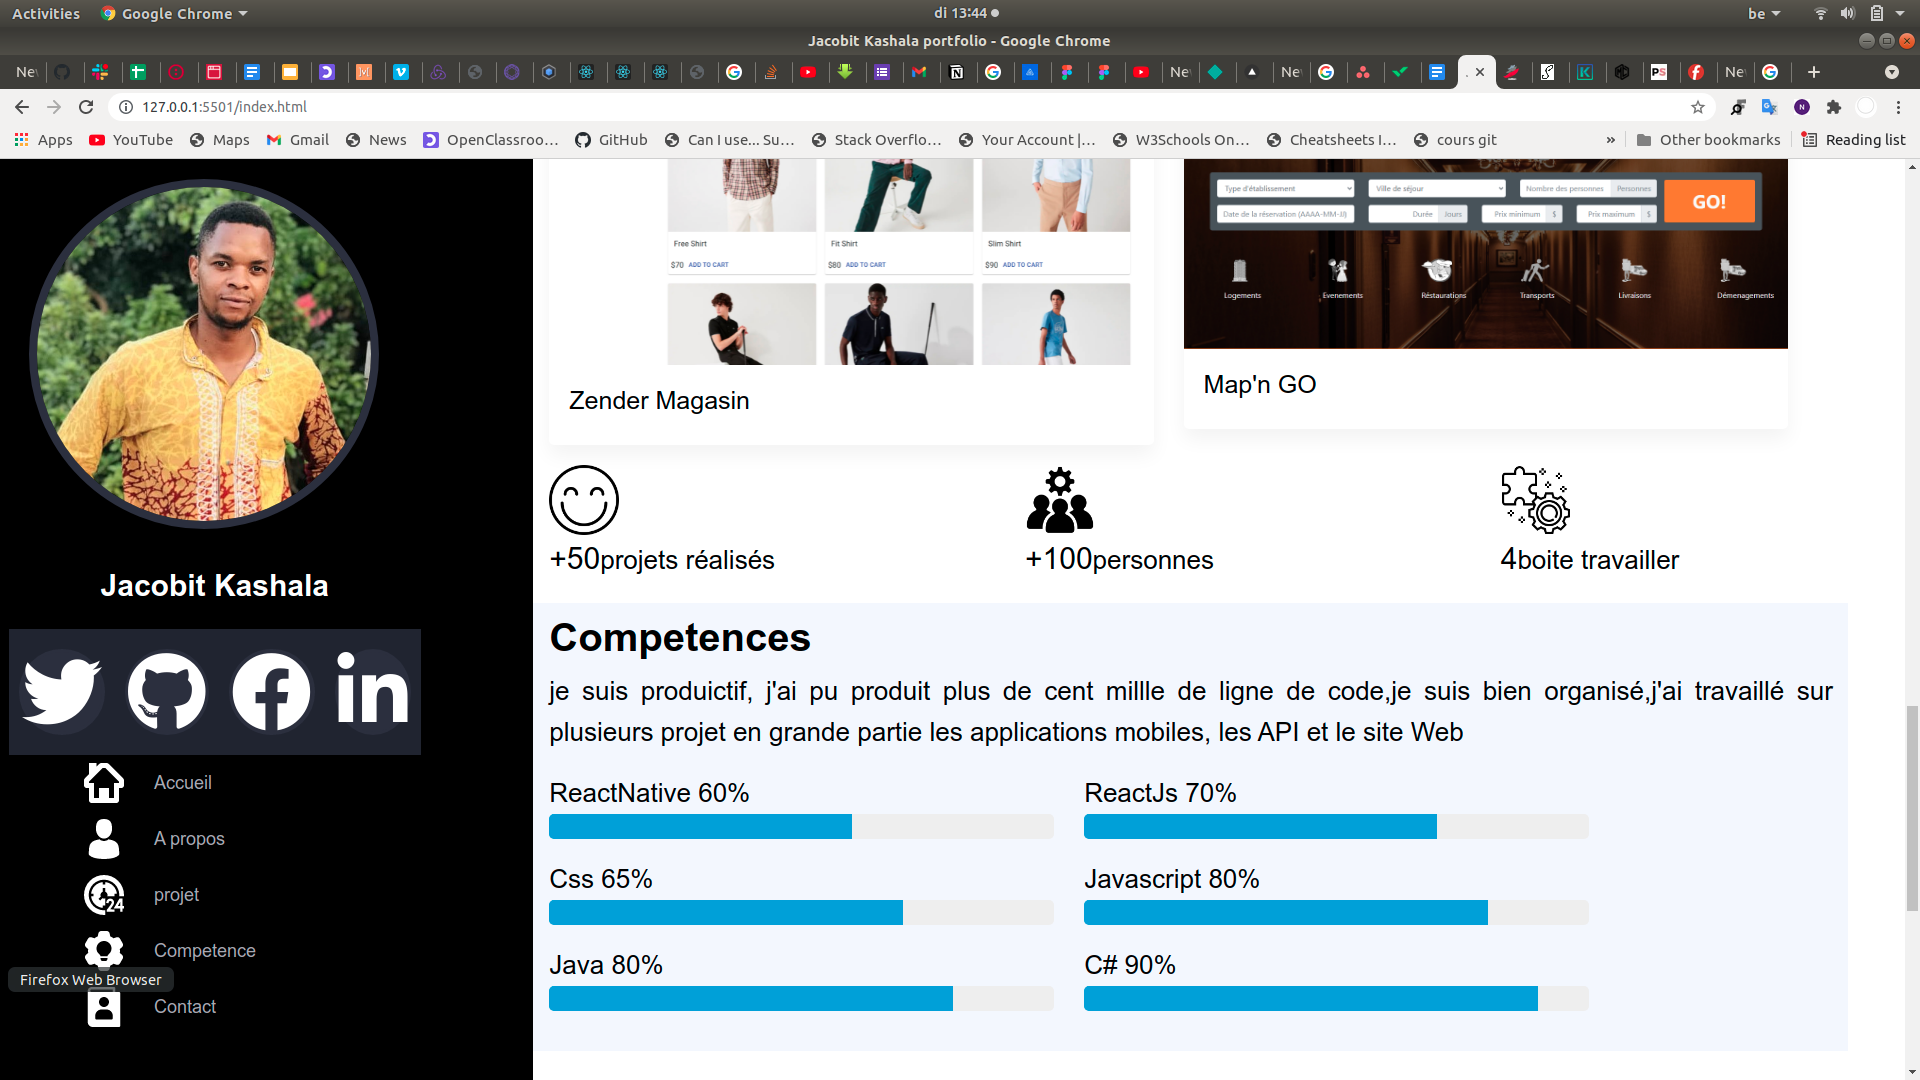 Activities
Google Chrome
di 13:44
be
Jacobit Kashala portfolio - Google Chrome
Ne
Ne
Ne
Ne
127.0.0.1:5501/index.html
Apps
YouTube
Maps
Gmail
News
OpenClassroo…
GitHub
Can I use... Su…
Stack Overflo…
Your Account |…
W3Schools On…
Cheatsheets I…
cours git
»
Other bookmarks
Reading list
Jacobit Kashala
Accueil
A propos
projet
24
Competence
Firefox Web Browser
Contact
Free Shirt
$70 ADD TO CART
Fit Shirt
$80 ADD TO CART
Slim Shirt
$90 ADD TO CART
Zender Magasin
Type d'établissement
Ville de séjour
Nombre des personnes Personnes
Date de la réservation (AAAA-MM-JJ)
Durée Jours
Prix minimum $
Prix maximum $
GO!
Logements
Evenements
Réstaurations
Transports
Livraisons
Démenagements
Map'n GO
+50projets réalisés
+100personnes
4boite travailler
Competences
je suis produictif, j'ai pu produit plus de cent millle de ligne de code,je suis bien organisé,j'ai travaillé sur
plusieurs projet en grande partie les applications mobiles, les API et le site Web
ReactNative 60%
ReactJs 70%
Css 65%
Javascript 80%
Java 80%
C# 90%